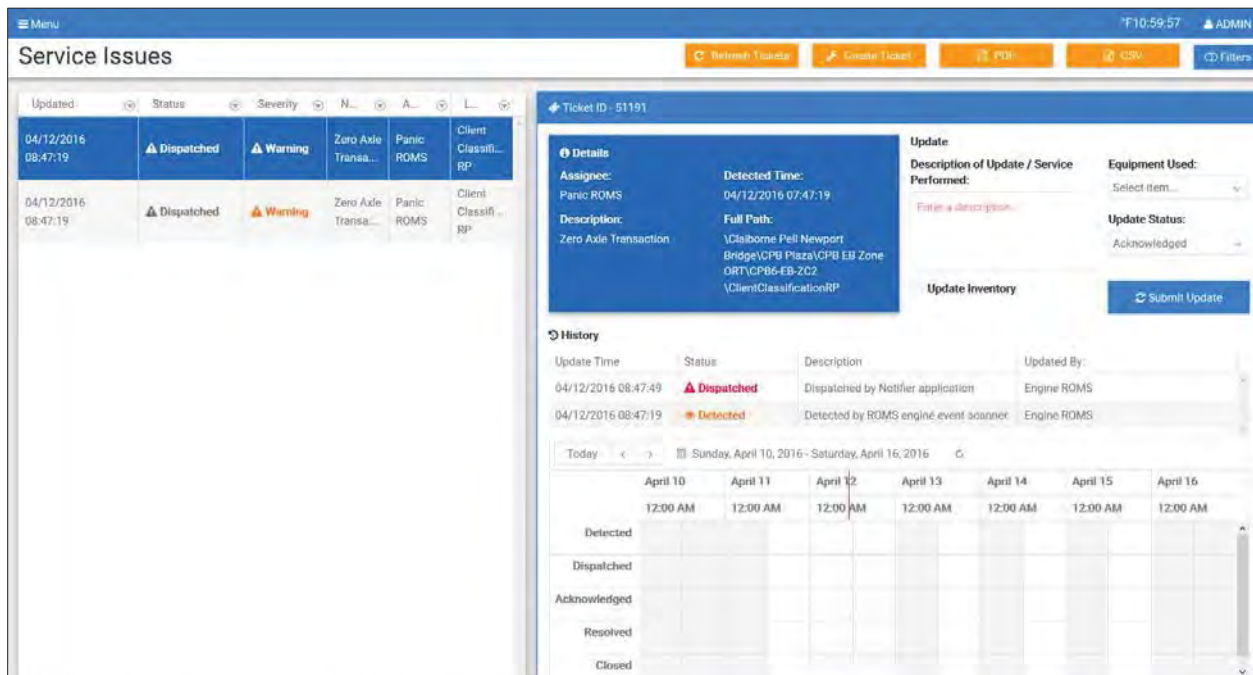 Menu
°F10:59:57 ADMIN
Service Issues
Refresh Tickets
Create Ticket
PDF
CSV
Filters
Updated Status Severity N... A... L...
04/12/2016
08:47:19
Dispatched
Warning
Zero Axle
Transa...
Panic
ROMS
Client
Classifi...
RP
04/12/2016
08:47:19
Dispatched
Warning
Zero Axle
Transa...
Panic
ROMS
Client
Classifi...
RP
Ticket ID - 51191
Details
Assignee:
Panic ROMS
Description:
Zero Axle Transaction
Detected Time:
04/12/2016 07:47:19
Full Path:
\Claiborne Pell Newport
Bridge\CPB Plaza\CPB EB Zone
ORT\CPB6-EB-ZC2
\ClientClassificationRP
Update
Description of Update / Service
Performed:
Enter a description...
Equipment Used:
Select item...
Update Status:
Acknowledged
Update Inventory
Submit Update
History
Update Time Status Description Updated By:
04/12/2016 08:47:49 Dispatched Dispatched by Notifier application Engine ROMS
04/12/2016 08:47:19 Detected Detected by ROMS engine event scanner Engine ROMS
Today < > Sunday, April 10, 2016 - Saturday, April 16, 2016
April 10 April 11 April 12 April 13 April 14 April 15 April 16
12:00 AM 12:00 AM 12:00 AM 12:00 AM 12:00 AM 12:00 AM 12:00 AM
Detected
Dispatched
Acknowledged
Resolved
Closed